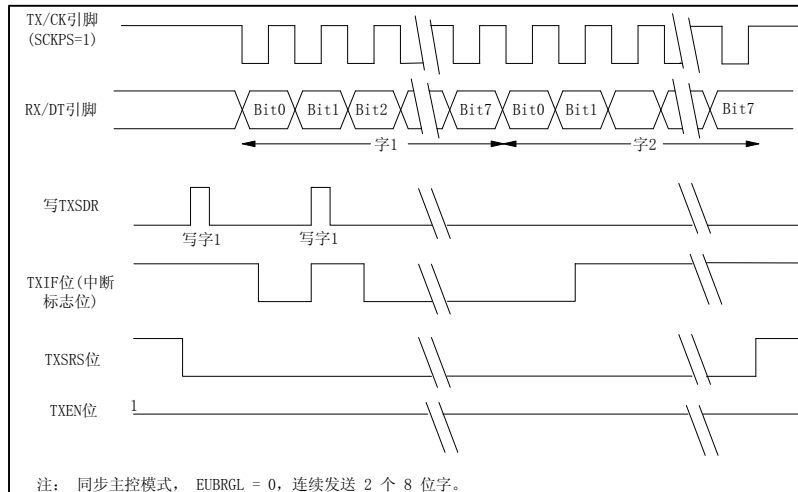 TX/CK引脚
(SCKPS=1)
RX/DT引脚
Bit0 Bit1 Bit2 Bit7 Bit0 Bit1 Bit7
字1 字2
写TXSDR
写字1 写字1
TXIF位(中断
标志位)
TXSRS位
TXEN位 1
注： 同步主控模式， EUBRGL = 0，连续发送 2 个 8 位字。